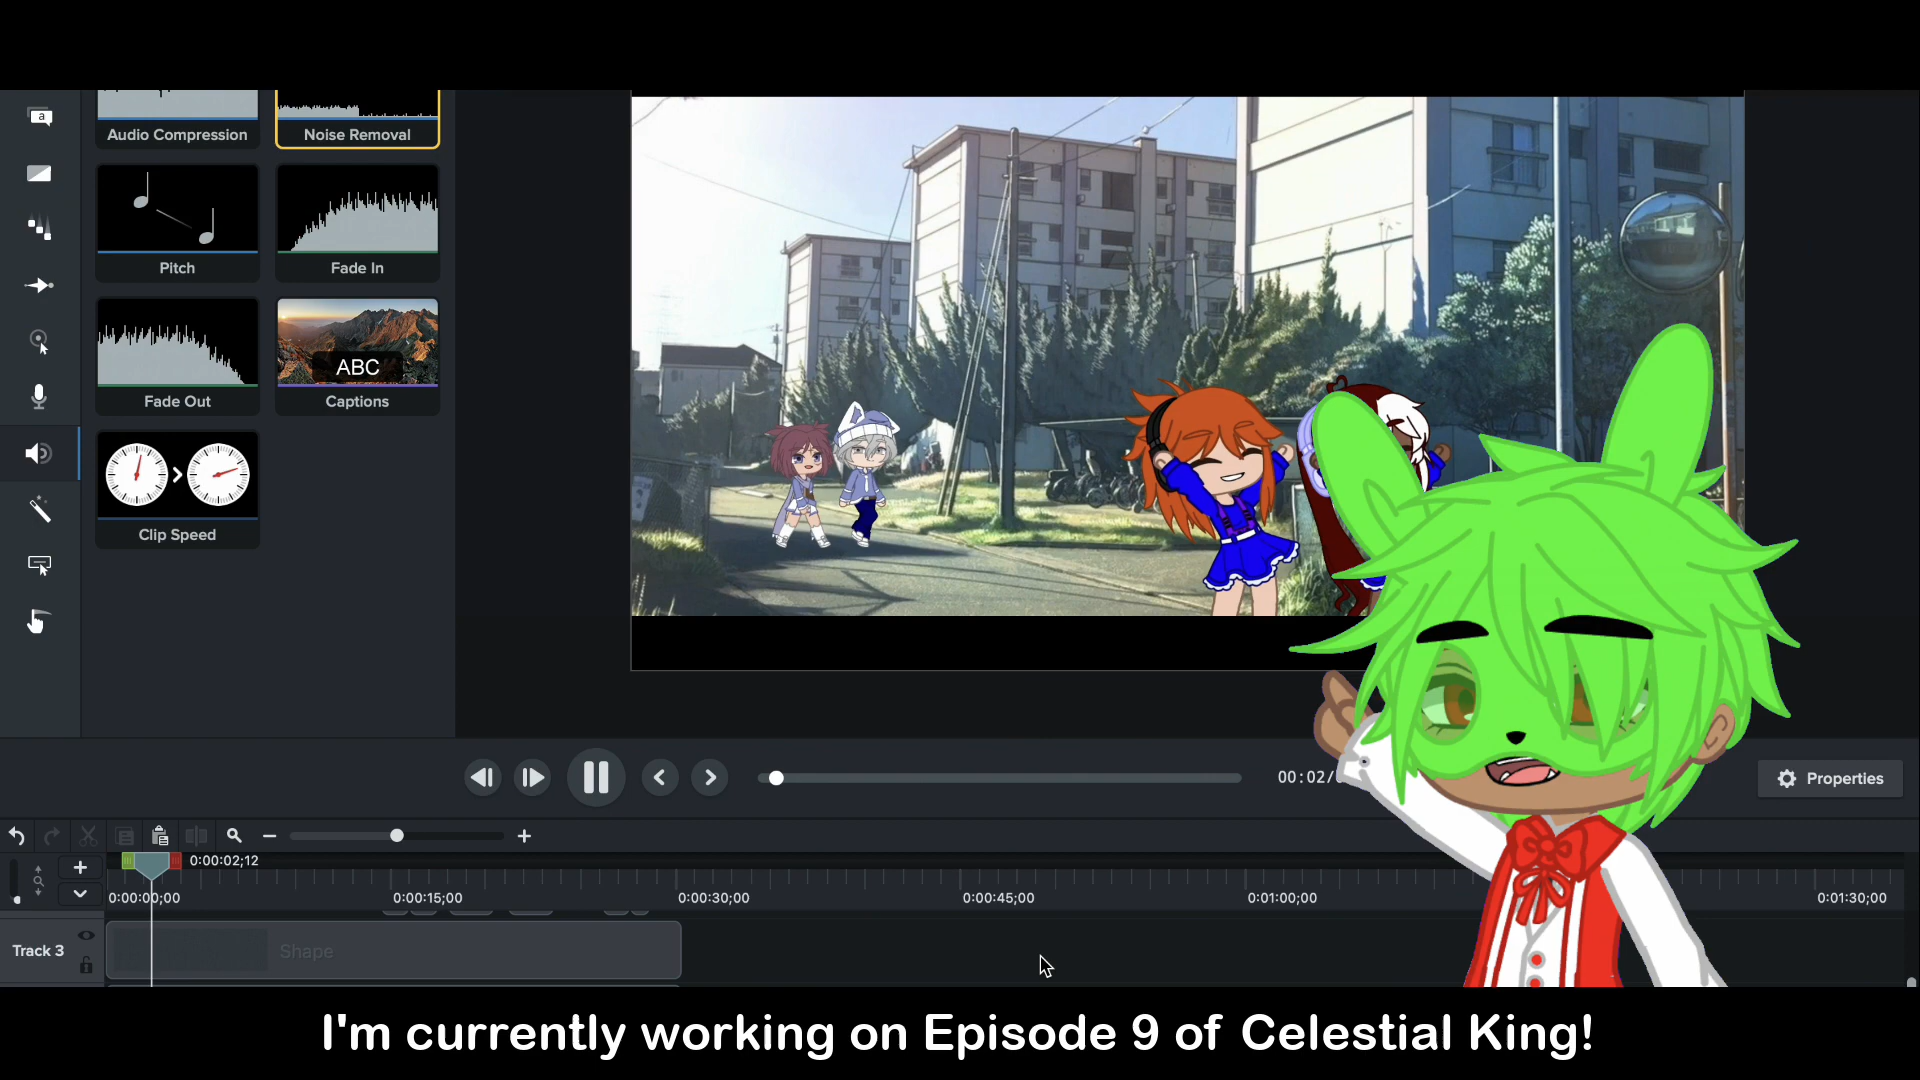 a
Audio Compression
Noise Removal
Pitch
Fade In
ABC
Fade Out
Captions
Clip Speed
00:02/
Properties
0:00:02;12
0:00:00;00
0:00:15;00
0:00:30;00
0:00:45;00
0:01:00;00
0:01:30;00
Track 3
Shape
I'm currently working on Episode 9 of Celestial King!